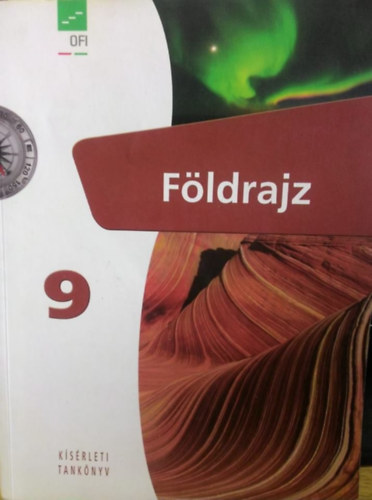 OFI
Földrajz
9
KÍSÉRLETI
TANKÖNYV